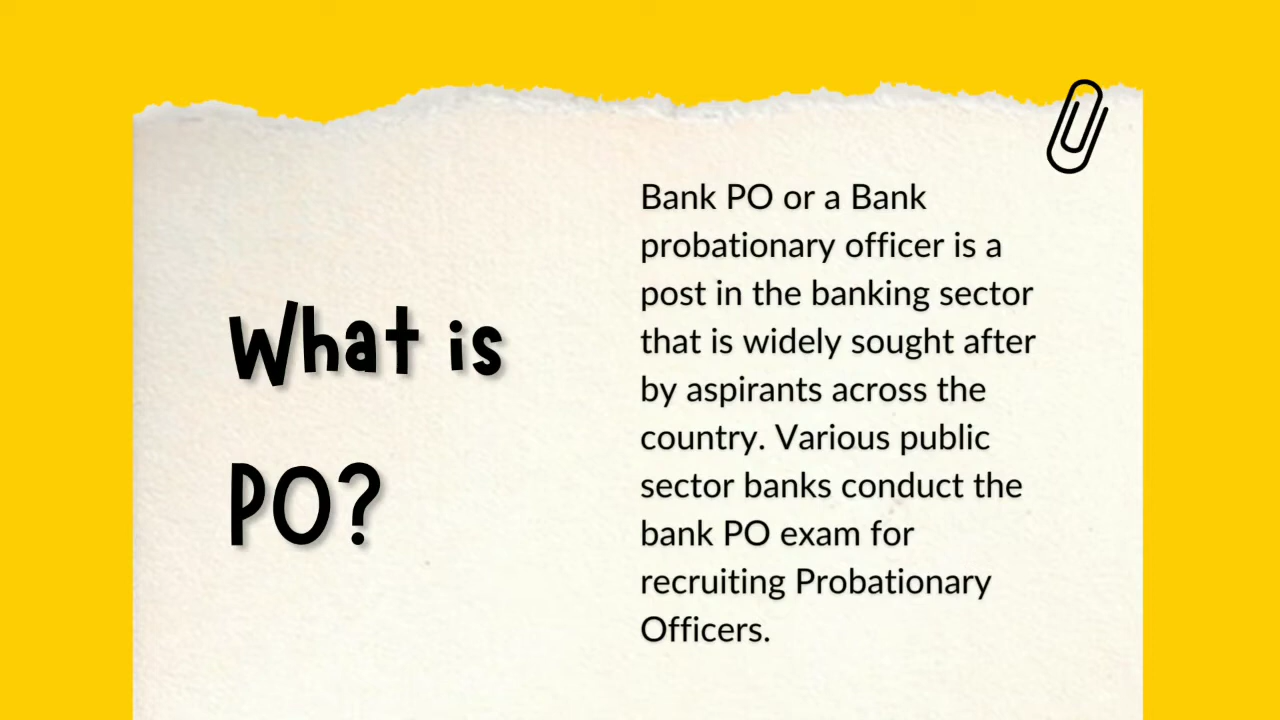 What is
PO?
Bank PO or a Bank
probationary officer is a
post in the banking sector
that is widely sought after
by aspirants across the
country. Various public
sector banks conduct the
bank PO exam for
recruiting Probationary
Officers.